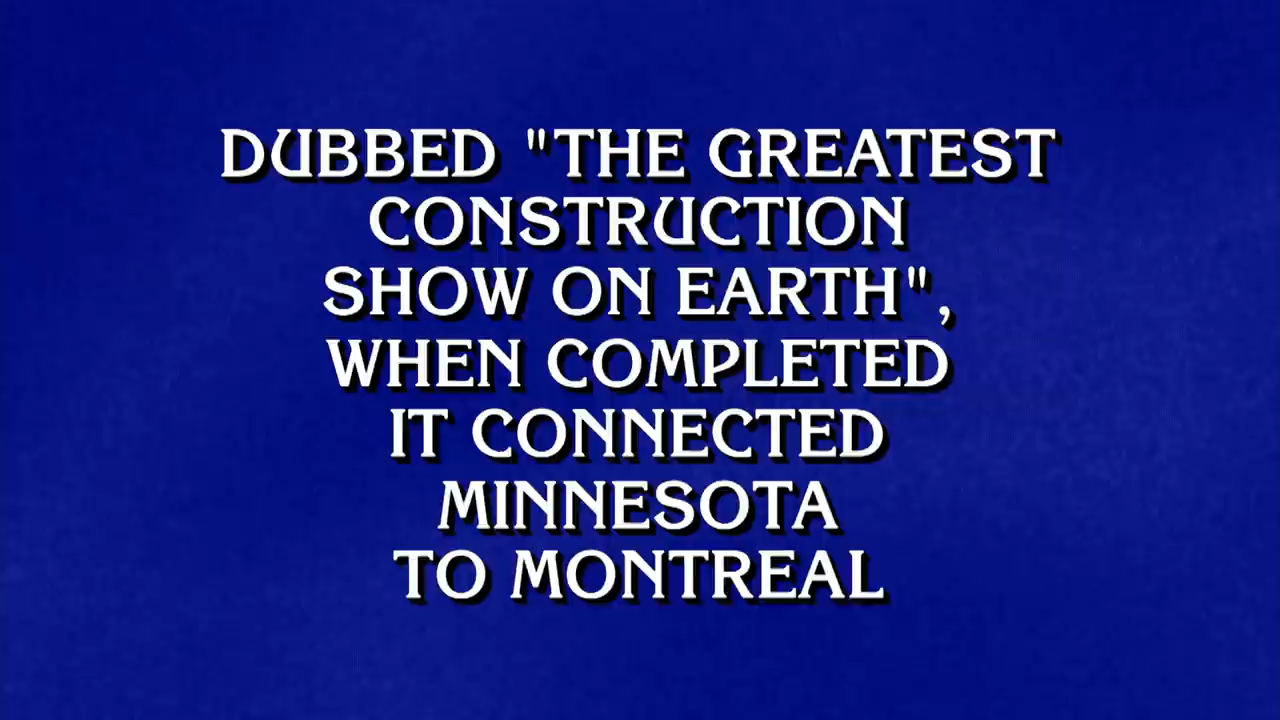 DUBBED "THE GREATEST
CONSTRUCTION
SHOW ON EARTH",
WHEN COMPLETED
IT CONNECTED
MINNESOTA
TO MONTREAL